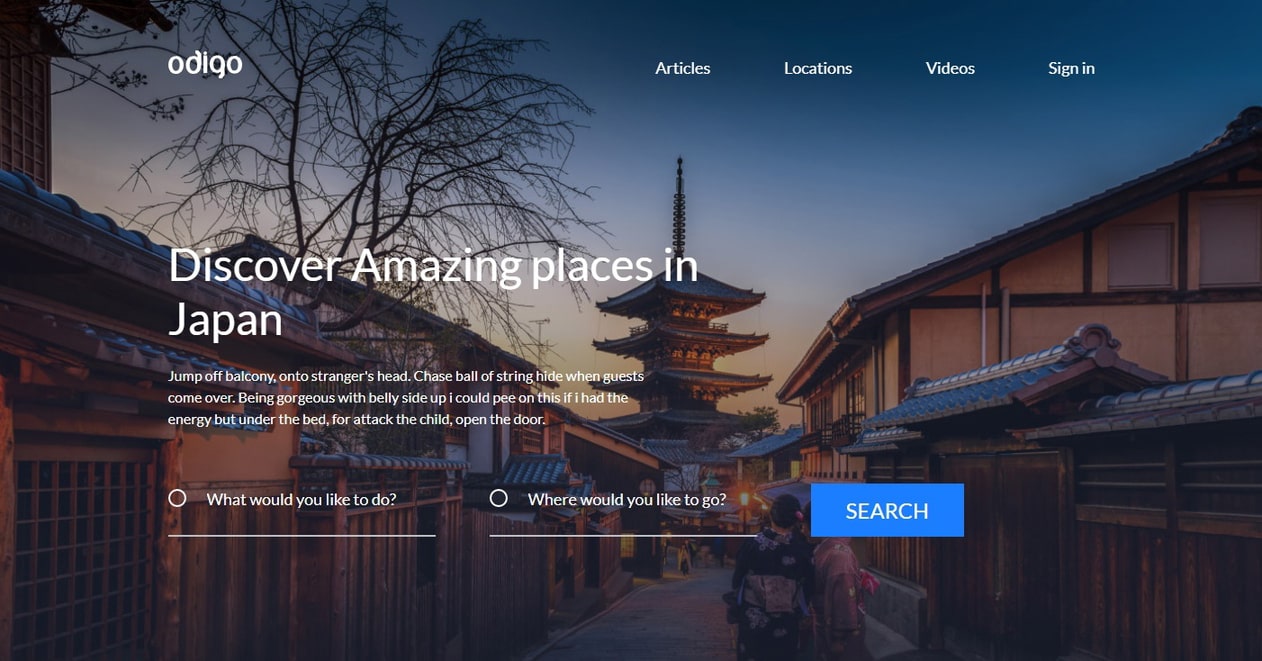 odigo
Articles
Locations
Videos
Sign in
Discover Amazing places in
Japan
Jump off balcony, onto stranger's head. Chase ball of string hide when guests
come over. Being gorgeous with belly side up i could pee on this if i had the
energy but under the bed, for attack the child, open the door.
What would you like to do?
Where would you like to go?
SEARCH